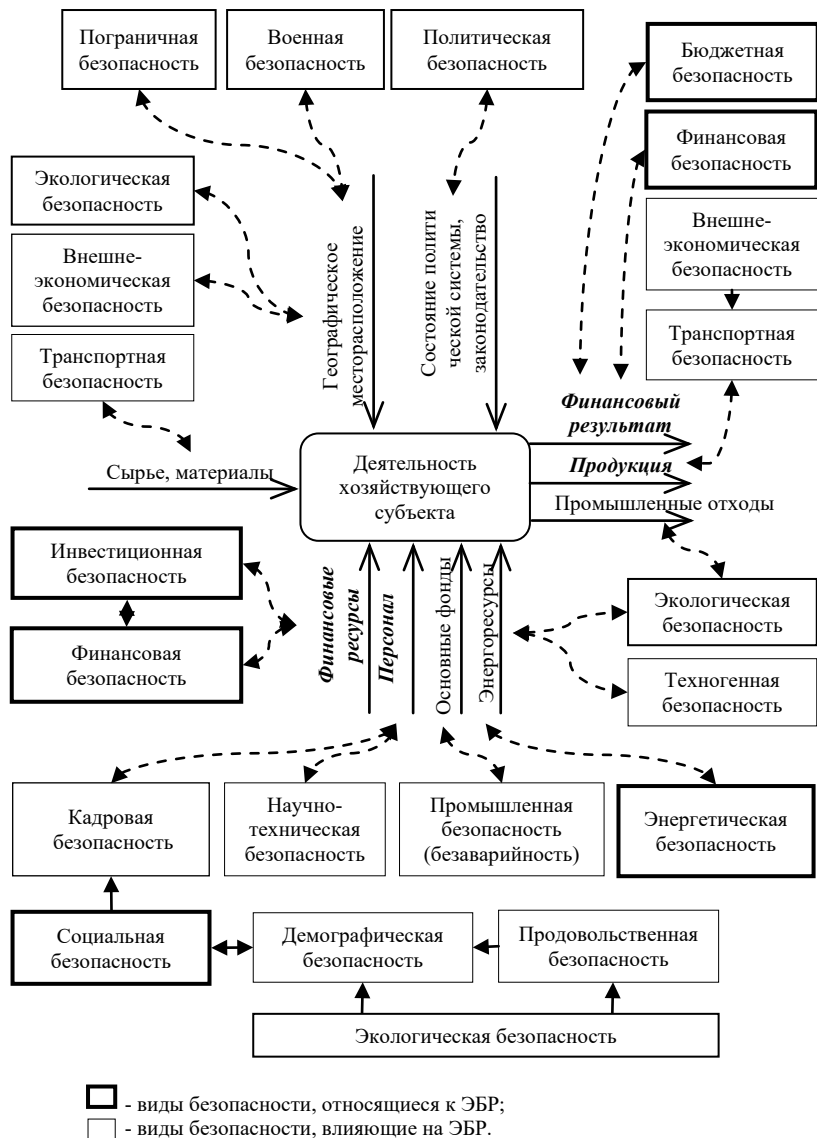 Пограничная
безопасность
Военная
безопасность
Политическая
безопасность
Бюджетная
безопасность
Финансовая
безопасность
Экологическая
безопасность
Внешне-
экономическая
безопасность
Транспортная
безопасность
Географическое
месторасположение
Состояние полити
ческой системы,
законодательство
Внешне-
экономическая
безопасность
Транспортная
безопасность
Финансовый
результат
Сырье, материалы
Деятельность
хозяйствующего
субъекта
Продукция
Промышленные отходы
Инвестиционная
безопасность
Финансовая
безопасность
Финансовые
ресурсы
Персонал
Основные фонды
Энергоресурсы
Экологическая
безопасность
Техногенная
безопасность
Кадровая
безопасность
Научно-
техническая
безопасность
Промышленная
безопасность
(безаварийность)
Энергетическая
безопасность
Социальная
безопасность
Демографическая
безопасность
Продовольственная
безопасность
Экологическая безопасность
- виды безопасности, относящиеся к ЭБР;
- виды безопасности, влияющие на ЭБР.